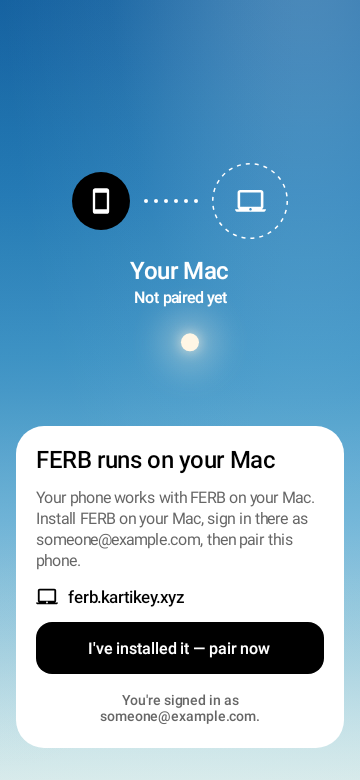 Your Mac
Not paired yet
FERB runs on your Mac
Your phone works with FERB on your Mac.
Install FERB on your Mac, sign in there as
someone@example.com, then pair this
phone.
ferb.kartikey.xyz
I've installed it — pair now
You're signed in as
someone@example.com.